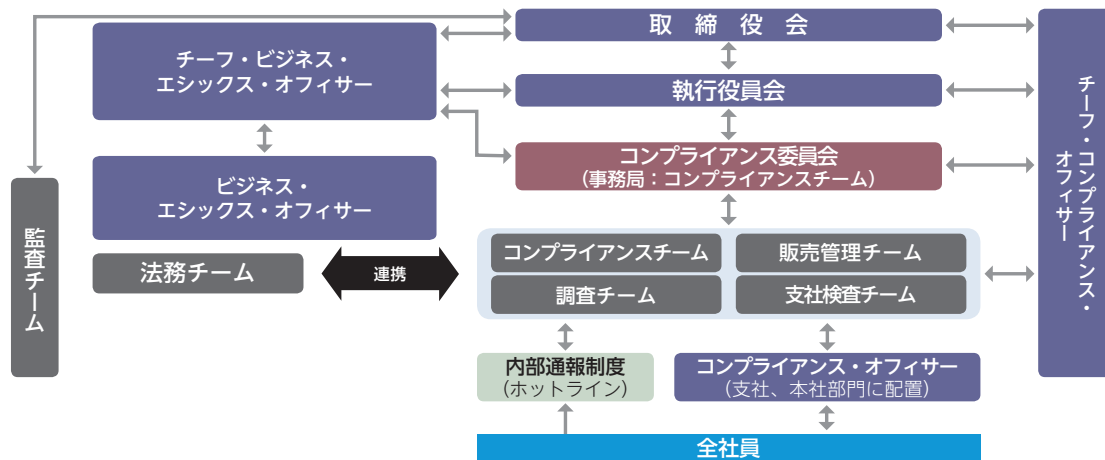 取締役会
チーフ・ビジネス・
エシックス・オフィサー
執行役員会
コンプライアンス委員会
(事務局：コンプライアンスチーム)
ビジネス・
エシックス・オフィサー
チーフ・コンプライアンス・
オフィサー
監査チーム
法務チーム
連携
コンプライアンスチーム
販売管理チーム
調査チーム
支社検査チーム
内部通報制度
(ホットライン)
コンプライアンス・オフィサー
(支社、本社部門に配置)
全社員